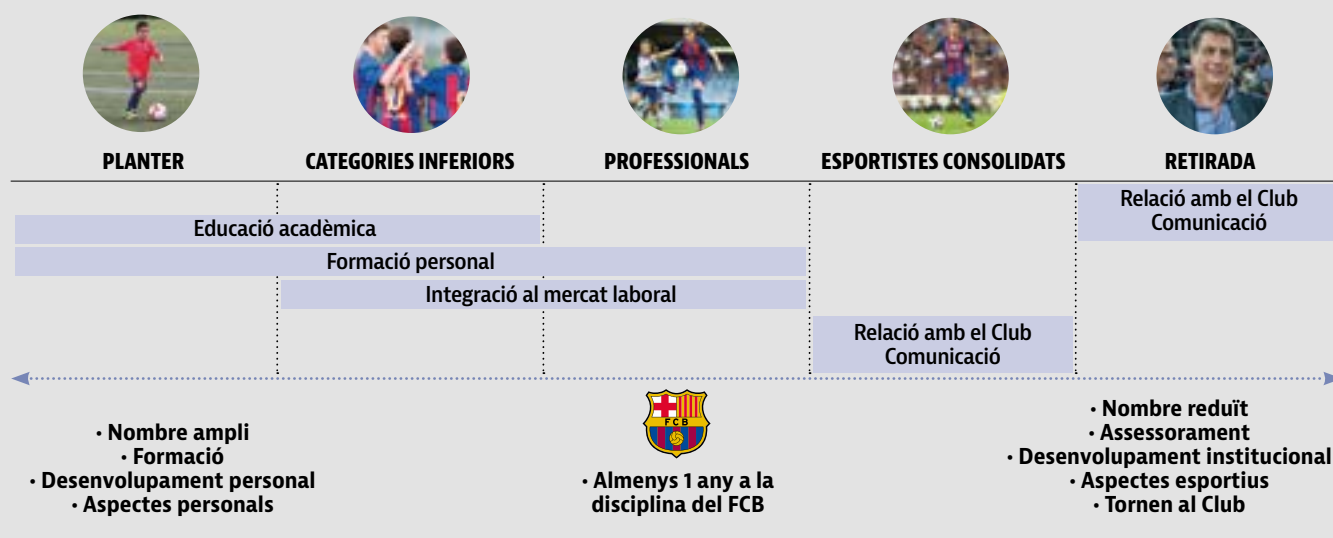 PLANTER
CATEGORIES INFERIORS
PROFESSIONALS
ESPORTISTES CONSOLIDATS
RETIRADA
Relació amb el Club
Comunicació
Educació acadèmica
Formació personal
Integració al mercat laboral
Relació amb el Club
Comunicació
• Nombre ampli
• Formació
• Desenvolupament personal
• Aspectes personals
FCB
• Almenys 1 any a la
disciplina del FCB
• Nombre reduït
• Assessorament
• Desenvolupament institucional
• Aspectes esportius
• Tornen al Club